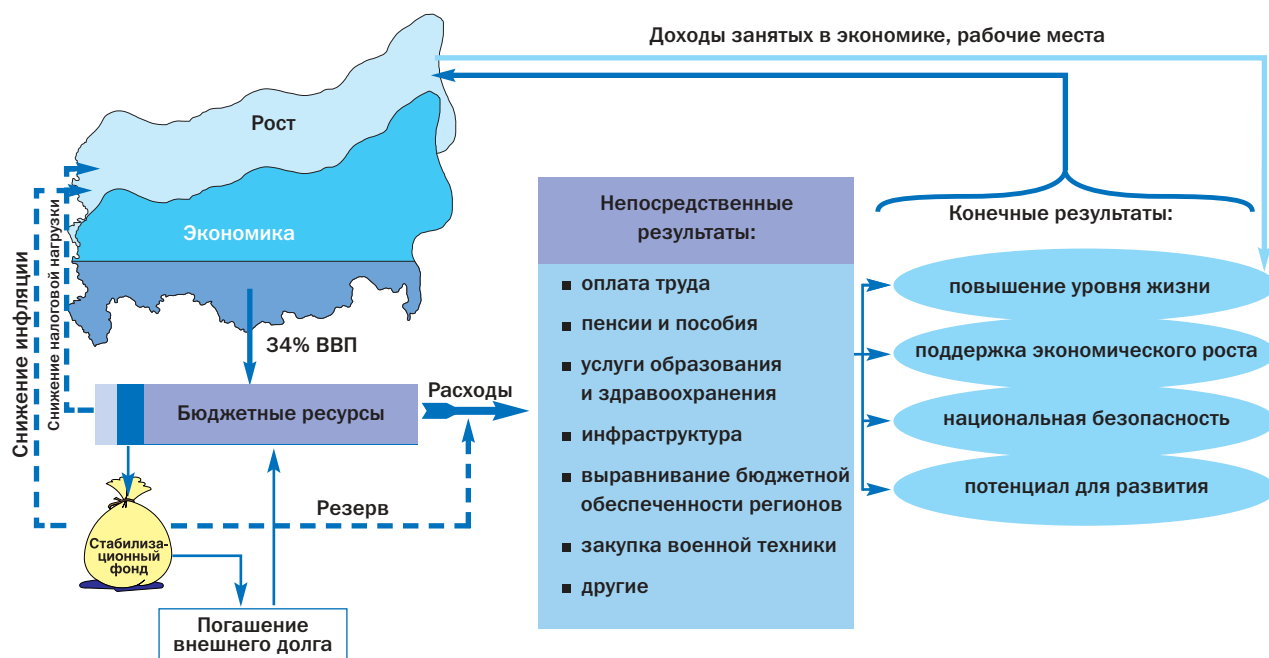 Доходы занятых в экономике, рабочие места
Рост
Экономика
Снижение инфляции
Снижение налоговой нагрузки
34% ВВП
Бюджетные ресурсы
Расходы
Резерв
Стабилиза-
ционный
фонд
Погашение
внешнего долга
Непосредственные
результаты:
■ оплата труда
■ пенсии и пособия
■ услуги образования
и здравоохранения
■ инфраструктура
■ выравнивание бюджетной
обеспеченности регионов
■ закупка военной техники
■ другие
Конечные результаты:
повышение уровня жизни
поддержка экономического роста
национальная безопасность
потенциал для развития